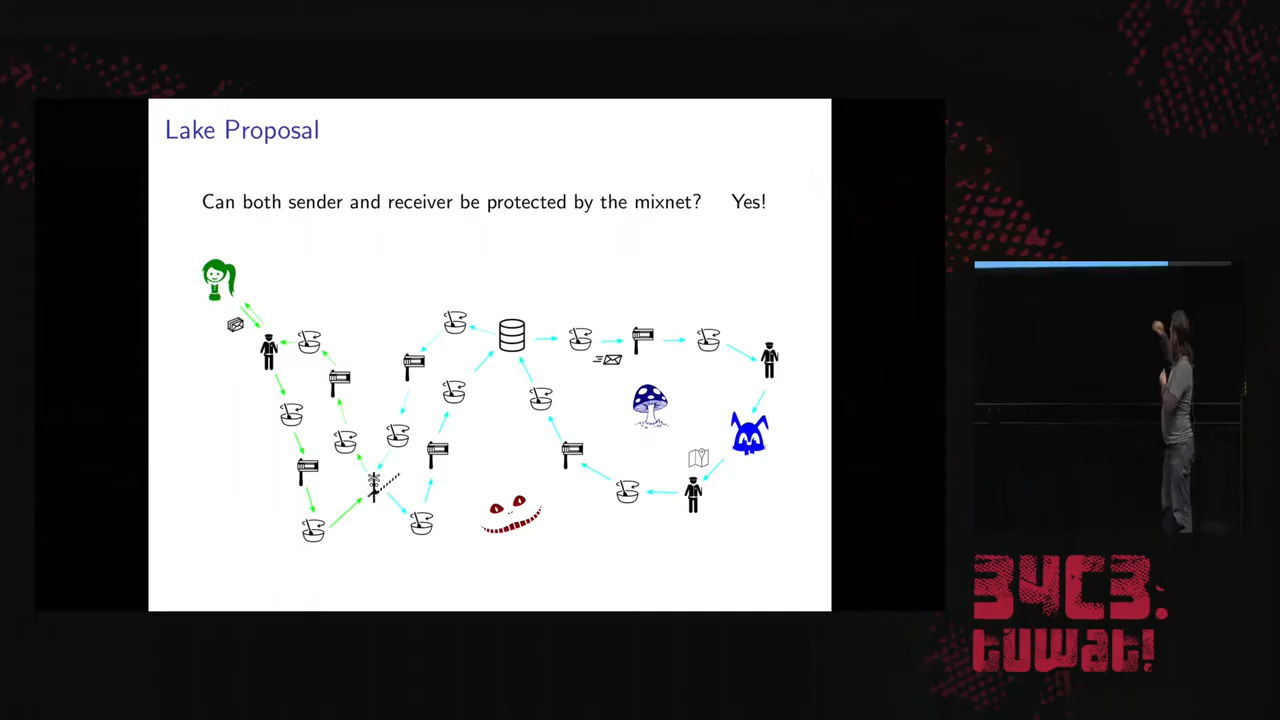 Lake Proposal
Can both sender and receiver be protected by the mixnet? Yes!
34C3.
tuwat!